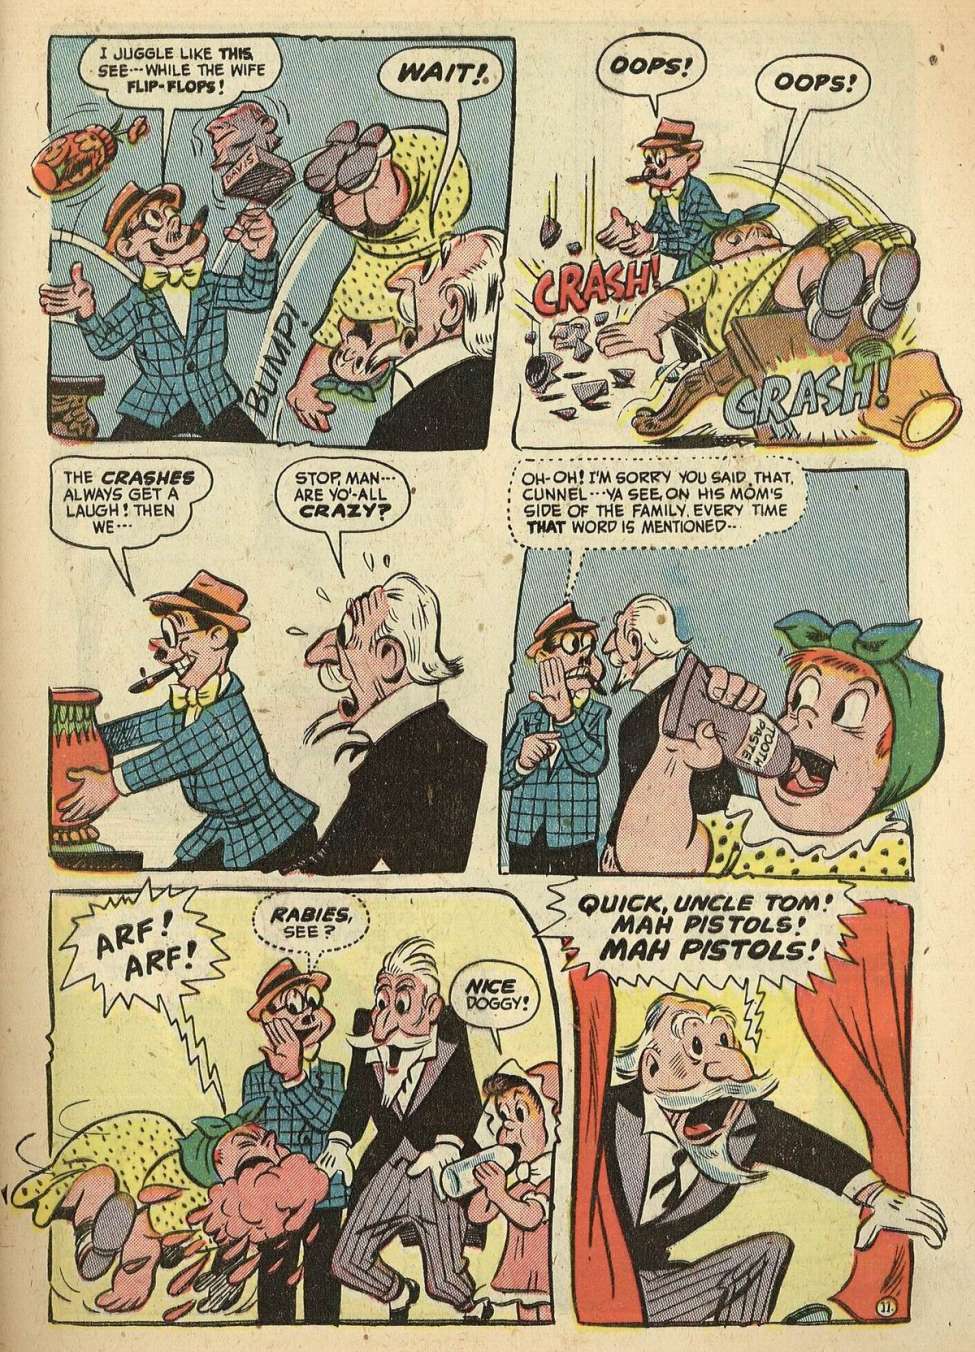 I JUGGLE LIKE THIS,
SEE---WHILE THE WIFE
FLIP-FLOPS!
WAIT!
DAVIS
BUMP!
OOPS!
OOPS!
CRASH!
CRASH!
THE CRASHES
ALWAYS GET A
LAUGH! THEN
WE---
STOP, MAN---
ARE YO'-ALL
CRAZY?
OH-OH! I'M SORRY YOU SAID THAT,
CUNNEL---YA SEE, ON HIS MOM'S
SIDE OF THE FAMILY, EVERY TIME
THAT WORD IS MENTIONED--
TOOTH
PASTE
ARF!
ARF!
RABIES,
SEE?
NICE
DOGGY!
QUICK, UNCLE TOM!
MAH PISTOLS!
MAH PISTOLS!
11.